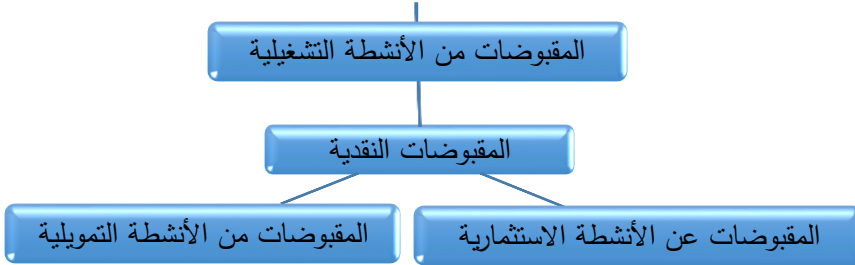 المقبوضات من الأنشطة التشغيلية
المقبوضات النقدية
المقبوضات عن الأنشطة الاستثمارية
المقبوضات من الأنشطة التمويلية